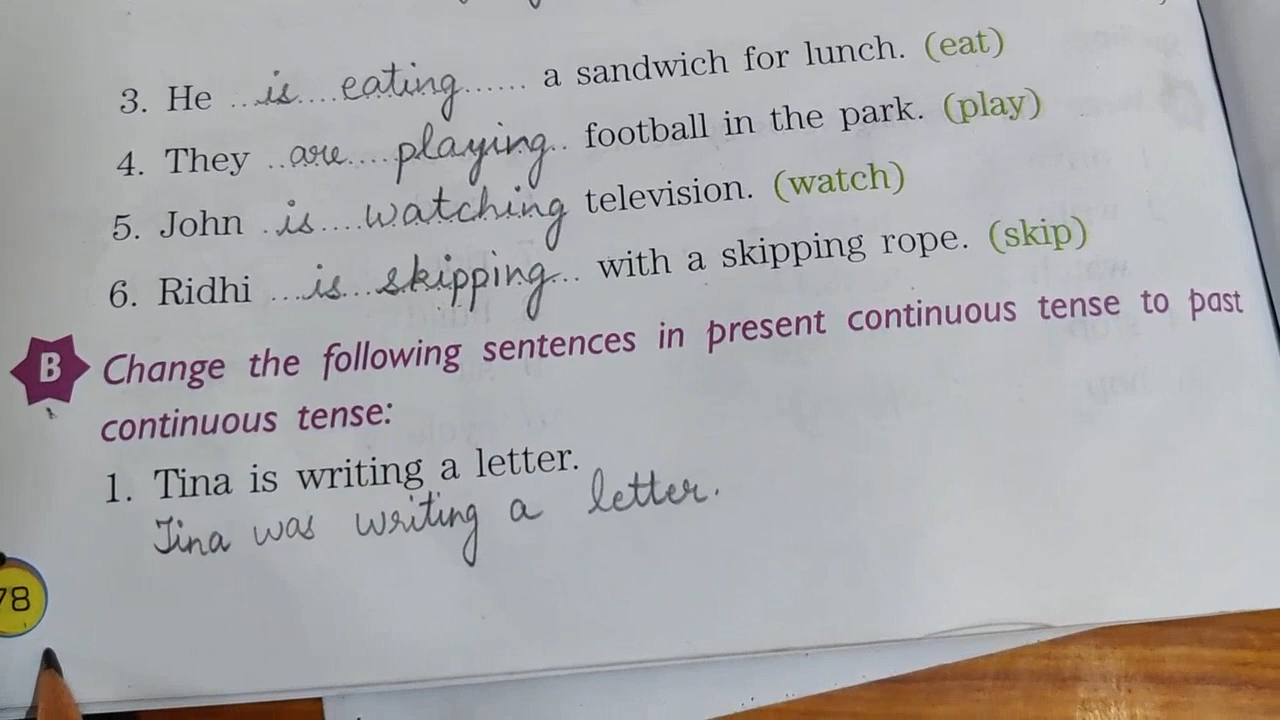 3. He ...is....eating...... a sandwich for lunch. (eat)
4. They ..are....playing.. football in the park. (play)
5. John .is....watching television. (watch)
6. Ridhi ...is...skipping... with a skipping rope. (skip)
B Change the following sentences in present continuous tense to past
continuous tense:
1. Tina is writing a letter.
Tina was writing a letter.
78